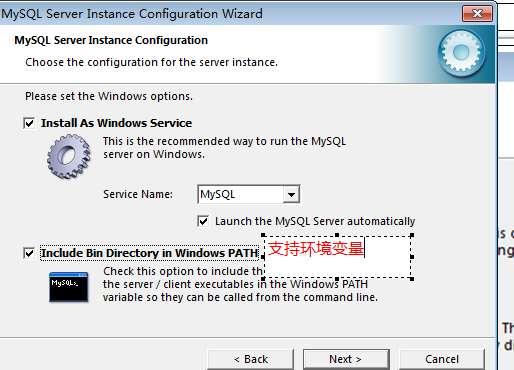 MySQL Server Instance Configuration Wizard
MySQL Server Instance Configuration
Choose the configuration for the server instance.
Please set the Windows options.
Install As Windows Service
This is the recommended way to run the MySQL
server on Windows.
Service Name:
MySQL
Launch the MySQL Server automatically
Include Bin Directory in Windows PATH
支持环境变量
Check this option to include th
the server / client executables in the Windows PATH
variable so they can be called from the command line.
MySQL>_
< Back
Next >
Cancel